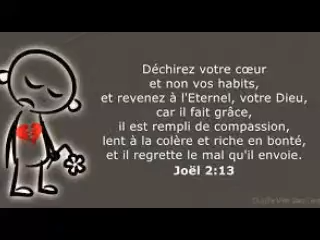 Déchirez votre cœur
et non vos habits,
et revenez à l'Eternel, votre Dieu,
car il fait grâce,
il est rempli de compassion,
lent à la colère et riche en bonté,
et il regrette le mal qu'il envoie.
Joël 2:13